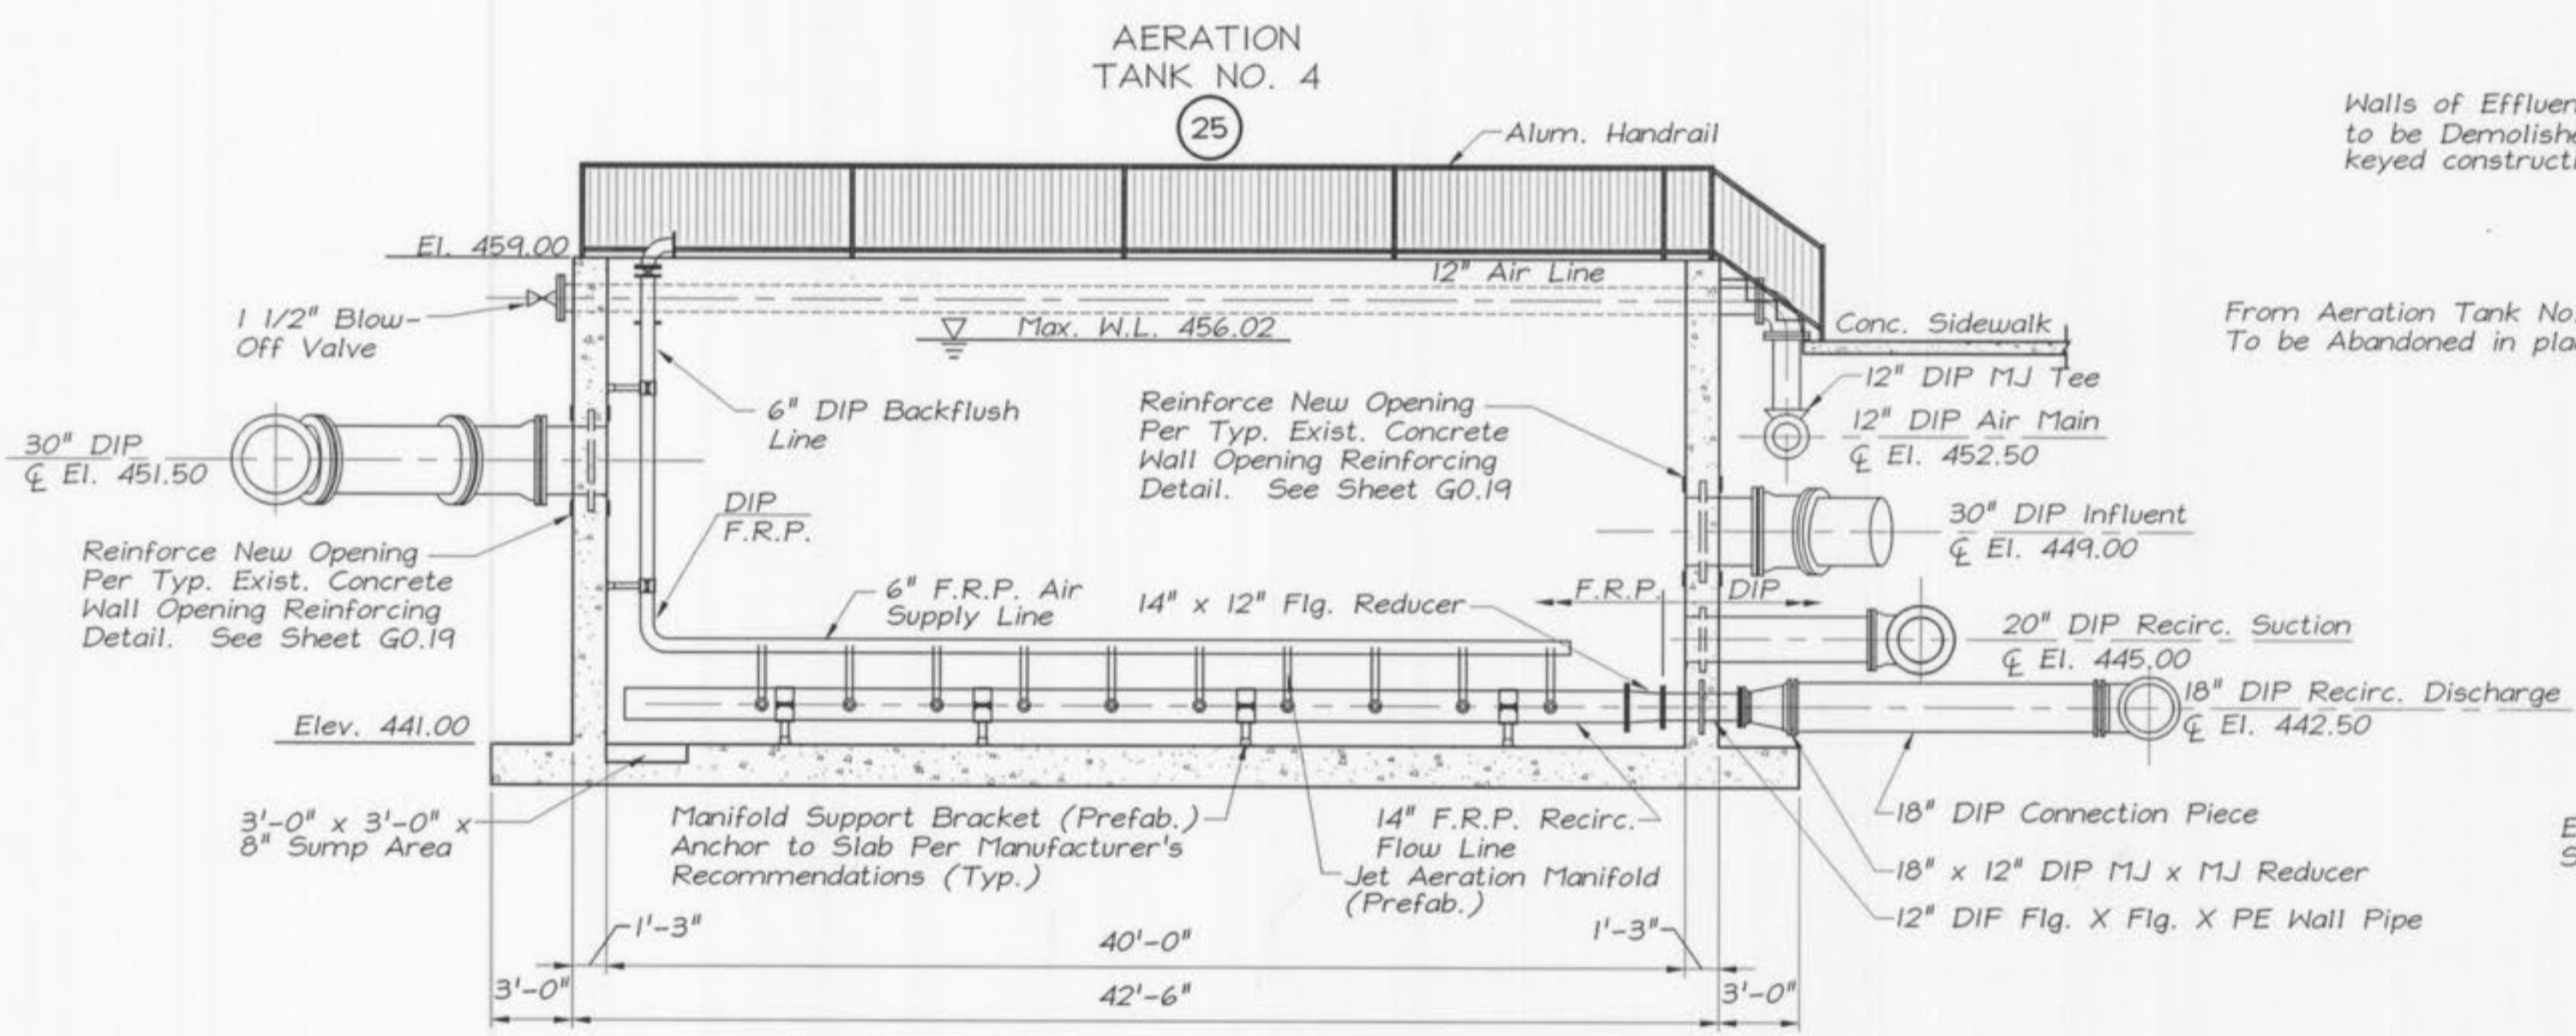 AERATION
TANK NO. 4
25
Alum. Handrail
Walls of Effluen
to be Demolishe
keyed constructi
El. 459.00
12" Air Line
1 1/2" Blow-
Off Valve
Max. W.L. 456.02
Conc. Sidewalk
From Aeration Tank No.
To be Abandoned in plac
12" DIP MJ Tee
12" DIP Air Main
℄ El. 452.50
6" DIP Backflush
Line
Reinforce New Opening
Per Typ. Exist. Concrete
Wall Opening Reinforcing
Detail. See Sheet G0.19
30" DIP
℄ El. 451.50
DIP
F.R.P.
30" DIP Influent
℄ El. 449.00
Reinforce New Opening
Per Typ. Exist. Concrete
Wall Opening Reinforcing
Detail. See Sheet G0.19
6" F.R.P. Air
Supply Line
14" x 12" Flg. Reducer
F.R.P.
DIP
20" DIP Recirc. Suction
℄ El. 445.00
18" DIP Recirc. Discharge
℄ El. 442.50
Elev. 441.00
3'-0" x 3'-0" x
8" Sump Area
Manifold Support Bracket (Prefab.)
Anchor to Slab Per Manufacturer's
Recommendations (Typ.)
14" F.R.P. Recirc.
Flow Line
Jet Aeration Manifold
(Prefab.)
18" DIP Connection Piece
18" x 12" DIP MJ x MJ Reducer
12" DIF Flg. X Flg. X PE Wall Pipe
E
S
1'-3"
40'-0"
1'-3"
3'-0"
42'-6"
3'-0"